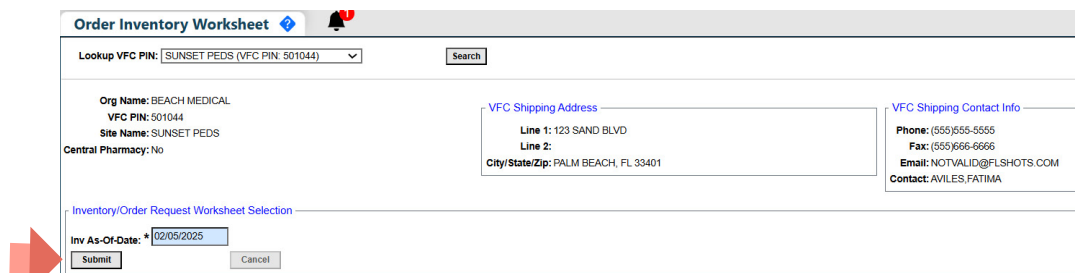 Order Inventory Worksheet ?
1
Lookup VFC PIN: SUNSET PEDS (VFC PIN: 501044)
Search
Org Name: BEACH MEDICAL
VFC PIN: 501044
Site Name: SUNSET PEDS
Central Pharmacy: No
VFC Shipping Address
Line 1: 123 SAND BLVD
Line 2:
City/State/Zip: PALM BEACH, FL 33401
VFC Shipping Contact Info
Phone: (555)555-5555
Fax: (555)666-6666
Email: NOTVALID@FLSHOTS.COM
Contact: AVILES,FATIMA
Inventory/Order Request Worksheet Selection
Inv As-Of-Date: * 02/05/2025
Submit
Cancel